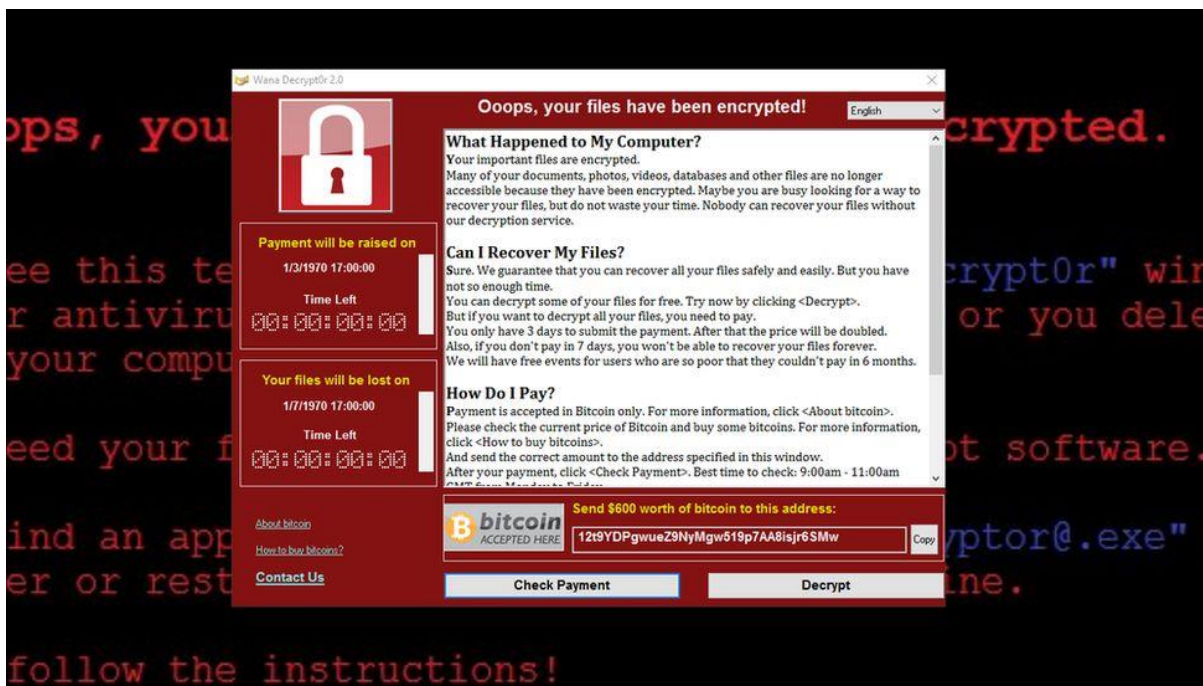 Wana Decrypt0r 2.0
Ooops, your files have been encrypted!
English
What Happened to My Computer?
Your important files are encrypted.
Many of your documents, photos, videos, databases and other files are no longer
accessible because they have been encrypted. Maybe you are busy looking for a way to
recover your files, but do not waste your time. Nobody can recover your files without
our decryption service.
Can I Recover My Files?
Sure. We guarantee that you can recover all your files safely and easily. But you have
not so enough time.
You can decrypt some of your files for free. Try now by clicking <Decrypt>.
But if you want to decrypt all your files, you need to pay.
You only have 3 days to submit the payment. After that the price will be doubled.
Also, if you don't pay in 7 days, you won't be able to recover your files forever.
We will have free events for users who are so poor that they couldn't pay in 6 months.
How Do I Pay?
Payment is accepted in Bitcoin only. For more information, click <About bitcoin>.
Please check the current price of Bitcoin and buy some bitcoins. For more information,
click <How to buy bitcoins>.
And send the correct amount to the address specified in this window.
After your payment, click <Check Payment>. Best time to check: 9:00am - 11:00am
GMT from Monday to Friday.
Payment will be raised on
1/3/1970 17:00:00
Time Left
00:00:00:00
Your files will be lost on
1/7/1970 17:00:00
Time Left
00:00:00:00
About bitcoin
How to buy bitcoins?
Contact Us
bitcoin
ACCEPTED HERE
Send $600 worth of bitcoin to this address:
12t9YDPgwueZ9NyMgw519p7AA8isjr6SMw
Copy
Check Payment
Decrypt
ops, you crypted.
ee this te crypt0r" win
r antiviru or you dele
your compu
eed your f pt software.
ind an app yptor@.exe"
er or rest ine.
follow the instructions!